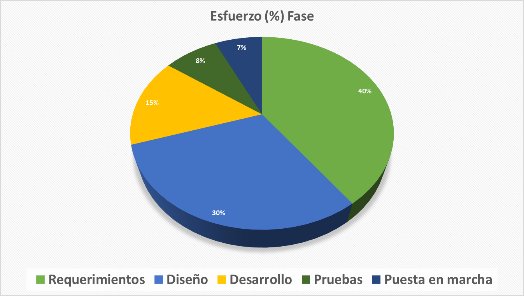 Esfuerzo (%) Fase
7%
8%
40%
15%
30%
Requerimientos Diseño Desarrollo Pruebas Puesta en marcha